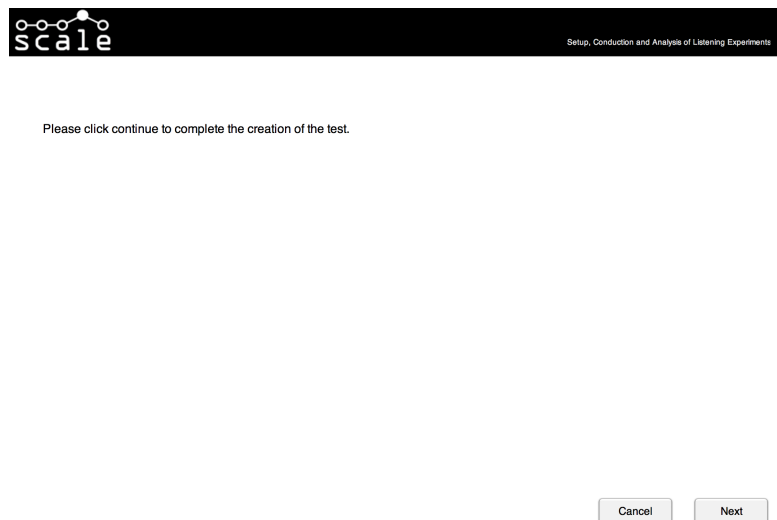 scale
Setup, Conduction and Analysis of Listening Experiments
Please click continue to complete the creation of the test.
Cancel
Next